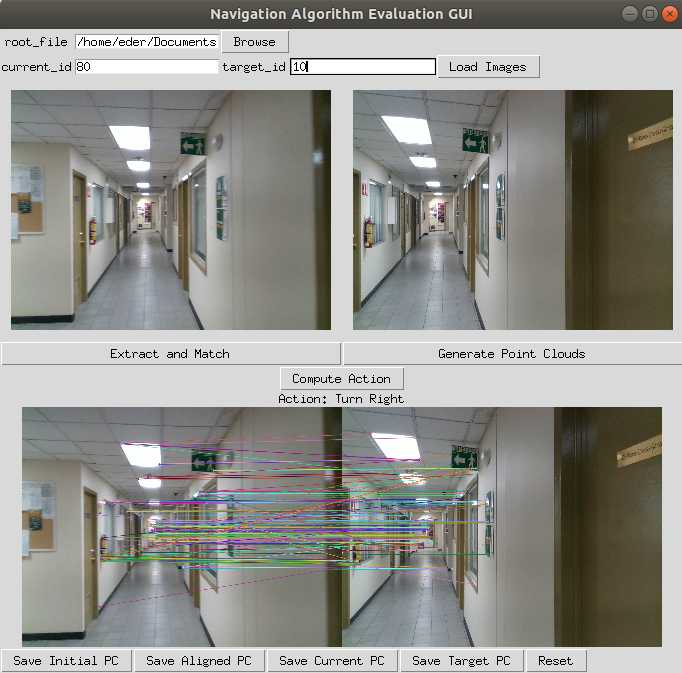 Navigation Algorithm Evaluation GUI
root_file /home/eder/Documents Browse
current_id 80 target_id 10 Load Images
Extract and Match Generate Point Clouds
Compute Action
Action: Turn Right
Save Initial PC Save Aligned PC Save Current PC Save Target PC Reset